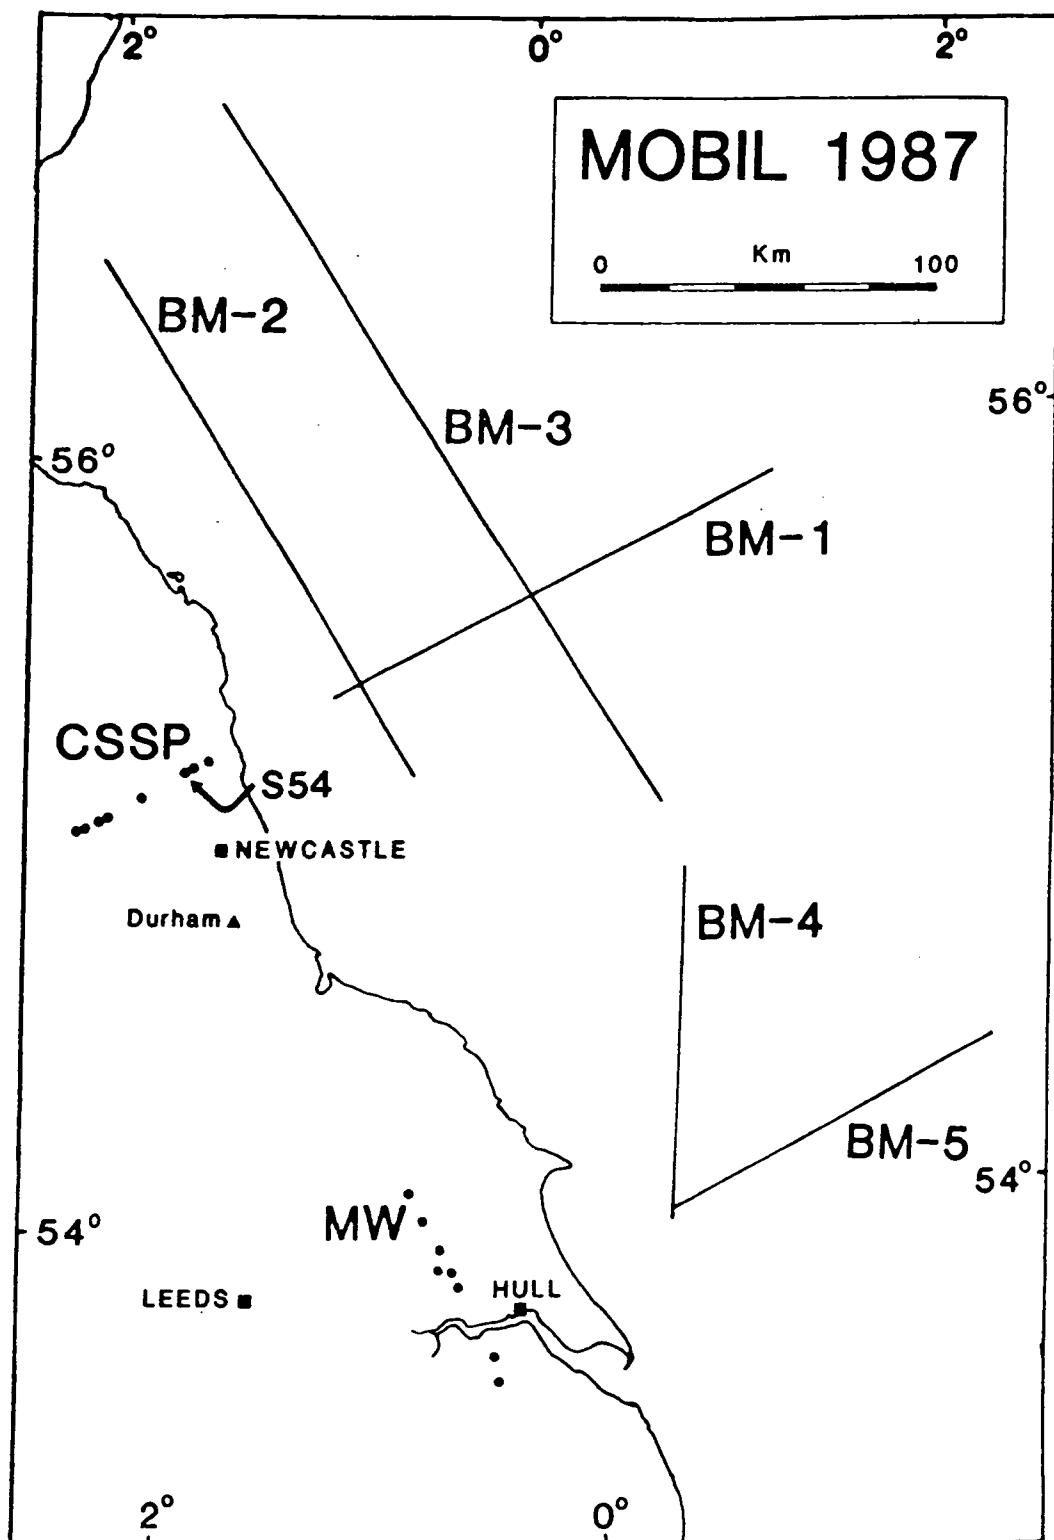 2° 0° 2°
MOBIL 1987
Km
0 100
BM-2
56°
BM-3
56°
BM-1
CSSP
S54
NEWCASTLE
Durham
BM-4
BM-5
54°
MW
54°
HULL
LEEDS
2° 0°